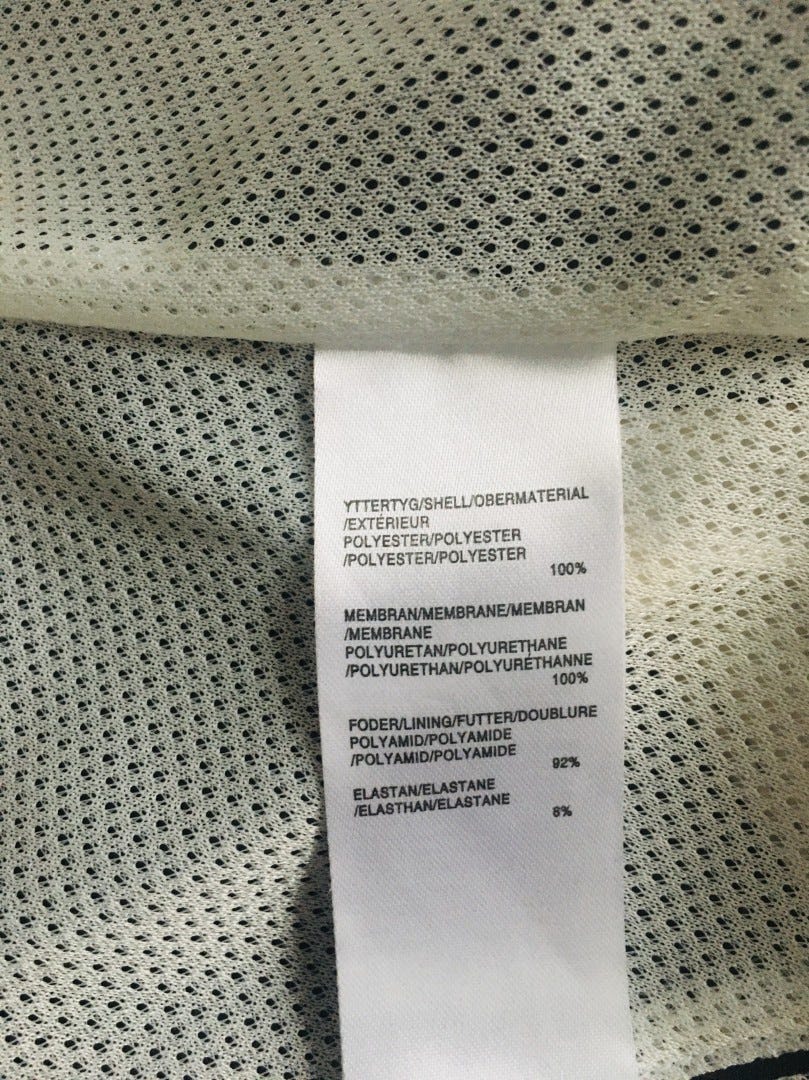 YTTERTYG/SHELL/OBERMATERIAL
/EXTÉRIEUR
POLYESTER/POLYESTER
/POLYESTER/POLYESTER
100%
MEMBRAN/MEMBRANE/MEMBRAN
/MEMBRANE
POLYURETAN/POLYURETHANE
/POLYURETHAN/POLYURÉTHANNE
100%
FODER/LINING/FUTTER/DOUBLURE
POLYAMID/POLYAMIDE
/POLYAMID/POLYAMIDE
92%
ELASTAN/ELASTANE
/ELASTHAN/ELASTANE
8%